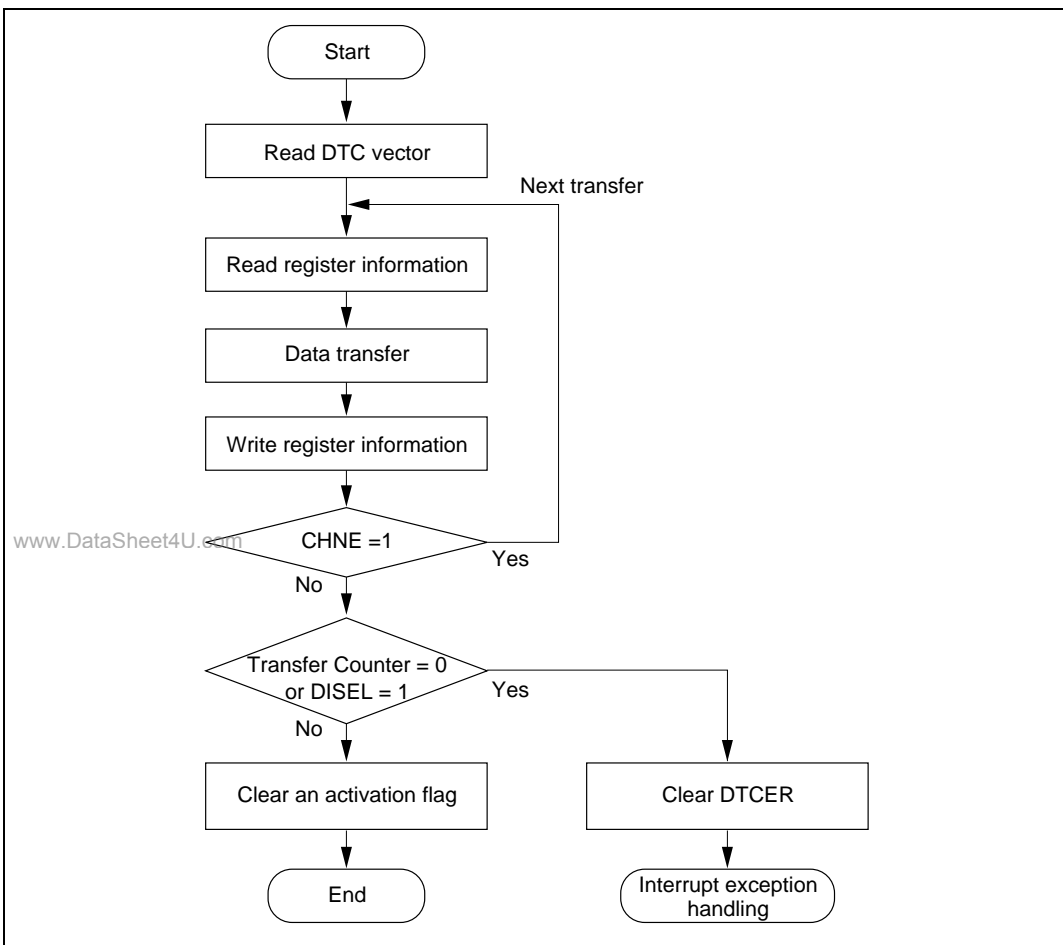 Start
Read DTC vector
Next transfer
Read register information
Data transfer
Write register information
www.DataSheet4U.com
CHNE =1
Yes
No
Transfer Counter = 0
or DISEL = 1
Yes
No
Clear an activation flag
Clear DTCER
End
Interrupt exception
handling